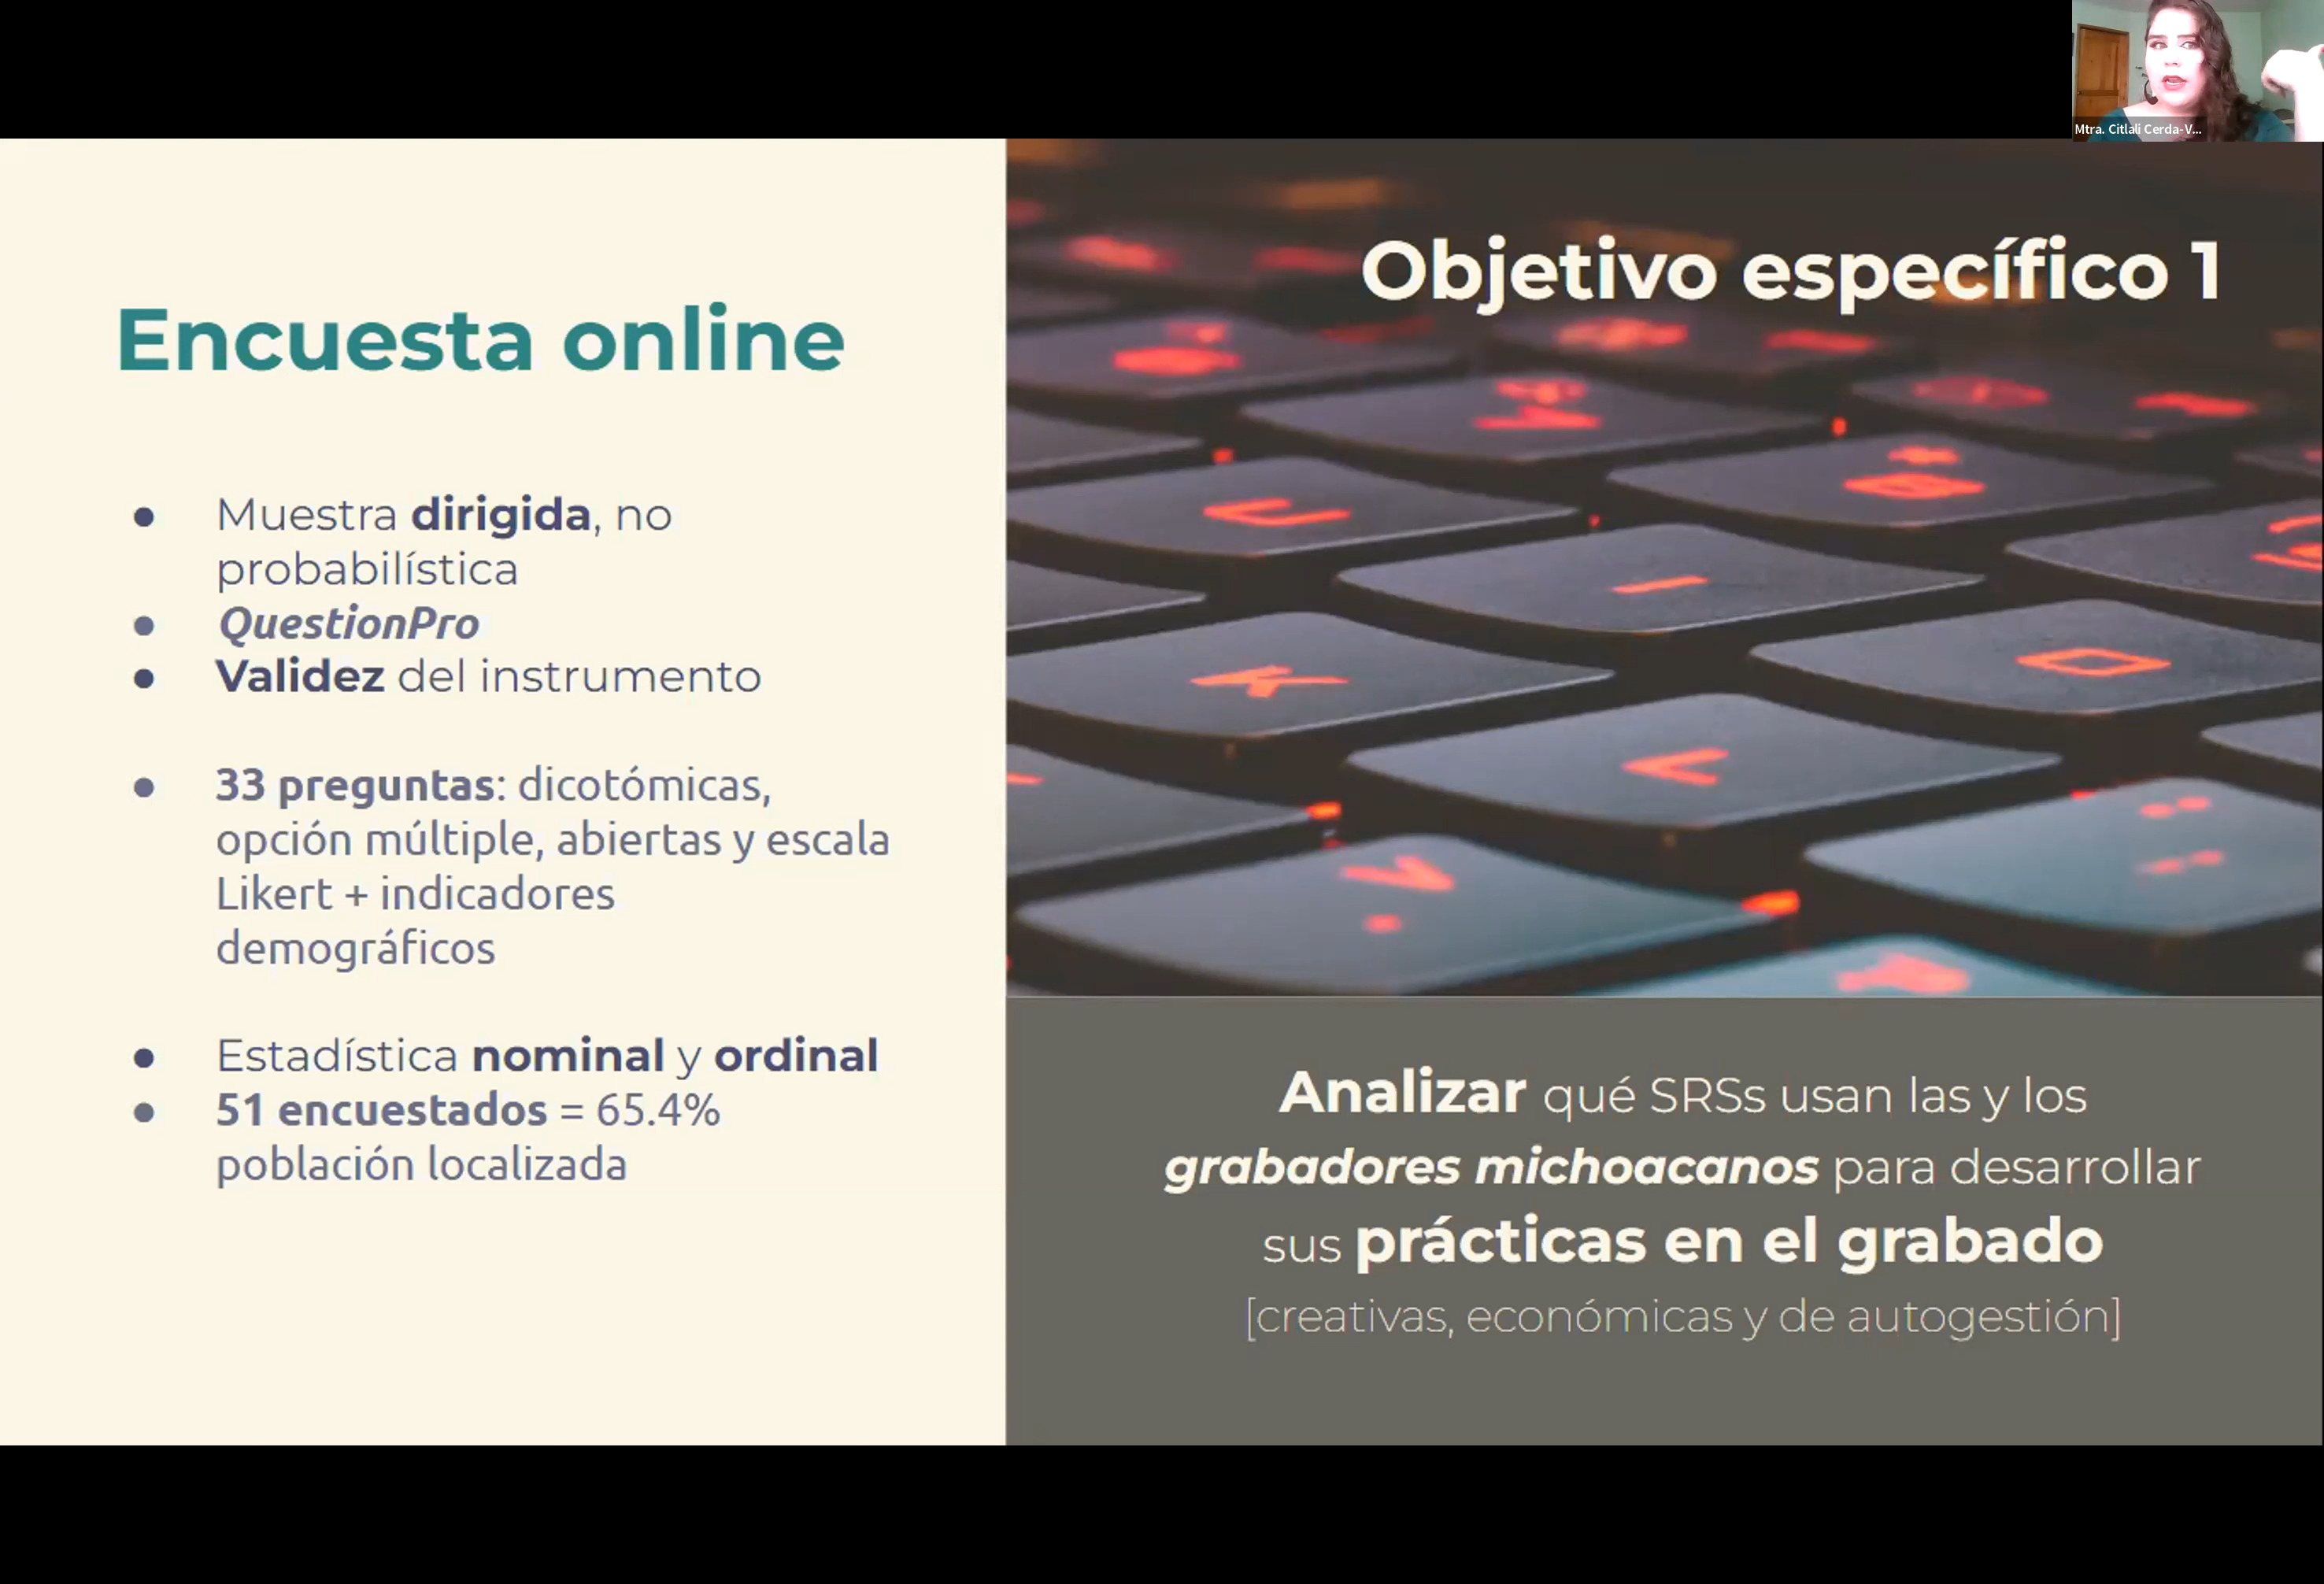 Mtra. Citlali Cerda-V...
Encuesta online
● Muestra dirigida, no
probabilística
● QuestionPro
● Validez del instrumento
● 33 preguntas: dicotómicas,
opción múltiple, abiertas y escala
Likert + indicadores
demográficos
● Estadística nominal y ordinal
● 51 encuestados = 65.4%
población localizada
Objetivo específico 1
U
I
K
O
<
Analizar qué SRSs usan las y los
grabadores michoacanos para desarrollar
sus prácticas en el grabado
[creativas, económicas y de autogestión]